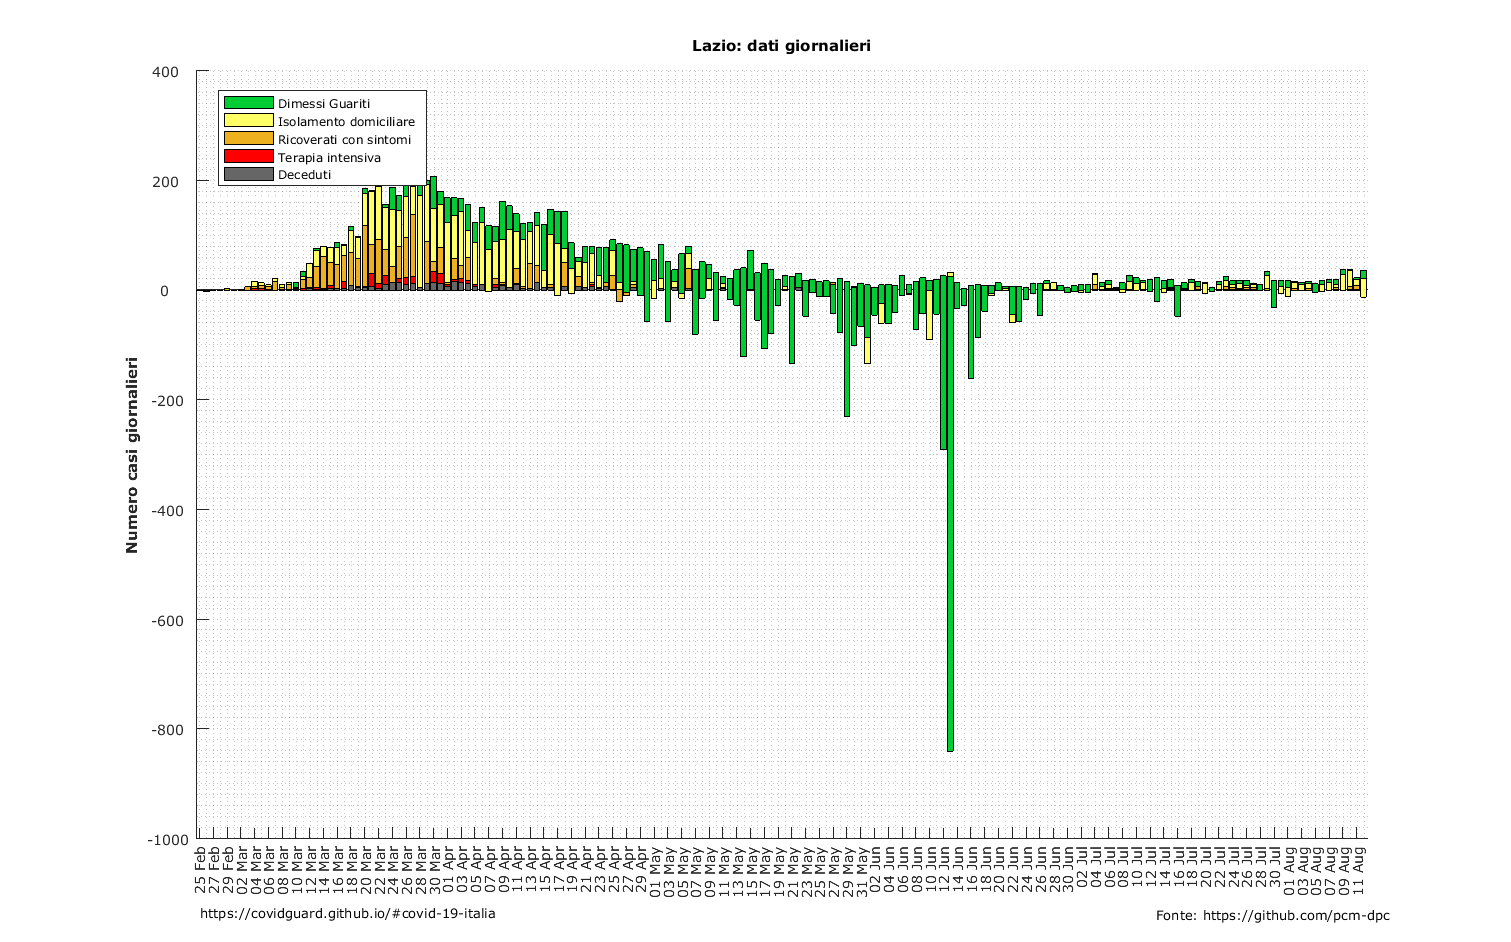 Lazio: dati giornalieri
400
200
0
-200
-400
-600
-800
-1000
Numero casi giornalieri
Dimessi Guariti
Isolamento domiciliare
Ricoverati con sintomi
Terapia intensiva
Deceduti
25 Feb
27 Feb
29 Feb
02 Mar
04 Mar
06 Mar
08 Mar
10 Mar
12 Mar
14 Mar
16 Mar
18 Mar
20 Mar
22 Mar
24 Mar
26 Mar
28 Mar
30 Mar
01 Apr
03 Apr
05 Apr
07 Apr
09 Apr
11 Apr
13 Apr
15 Apr
17 Apr
19 Apr
21 Apr
23 Apr
25 Apr
27 Apr
29 Apr
01 May
03 May
05 May
07 May
09 May
11 May
13 May
15 May
17 May
19 May
21 May
23 May
25 May
27 May
29 May
31 May
02 Jun
04 Jun
06 Jun
08 Jun
10 Jun
12 Jun
14 Jun
16 Jun
18 Jun
20 Jun
22 Jun
24 Jun
26 Jun
28 Jun
30 Jun
02 Jul
04 Jul
06 Jul
08 Jul
10 Jul
12 Jul
14 Jul
16 Jul
18 Jul
20 Jul
22 Jul
24 Jul
26 Jul
28 Jul
30 Jul
01 Aug
03 Aug
05 Aug
07 Aug
09 Aug
11 Aug
https://covidguard.github.io/#covid-19-italia
Fonte: https://github.com/pcm-dpc